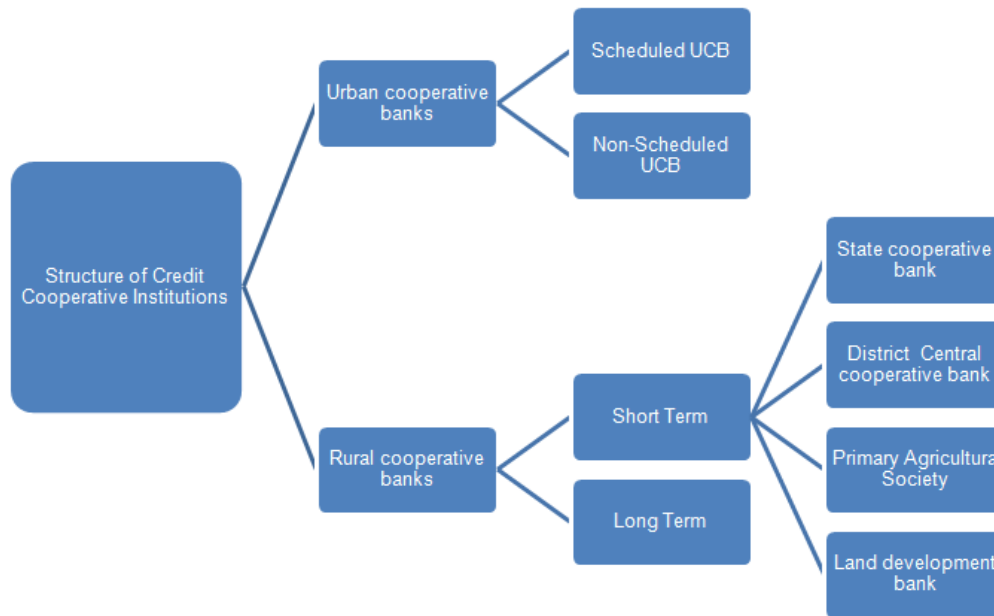 Structure of Credit
Cooperative Institutions
Urban cooperative
banks
Scheduled UCB
Non-Scheduled
UCB
Rural cooperative
banks
Short Term
Long Term
State cooperative
bank
District Central
cooperative bank
Primary Agricultura
Society
Land development
bank